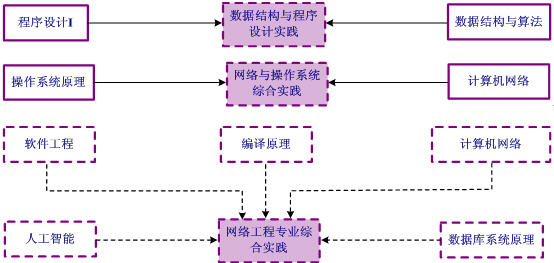 程序设计I
数据结构与程序
设计实践
数据结构与算法
操作系统原理
网络与操作系统
综合实践
计算机网络
软件工程
编译原理
计算机网络
人工智能
网络工程专业综
合实践
数据库系统原理